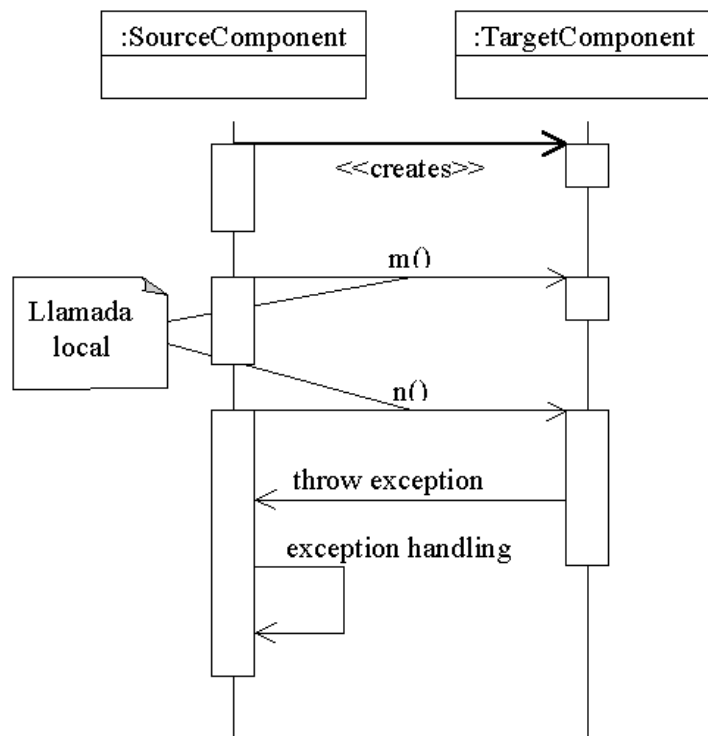 :SourceComponent
:TargetComponent
<<creates>>
m()
Llamada
local
n()
throw exception
exception handling